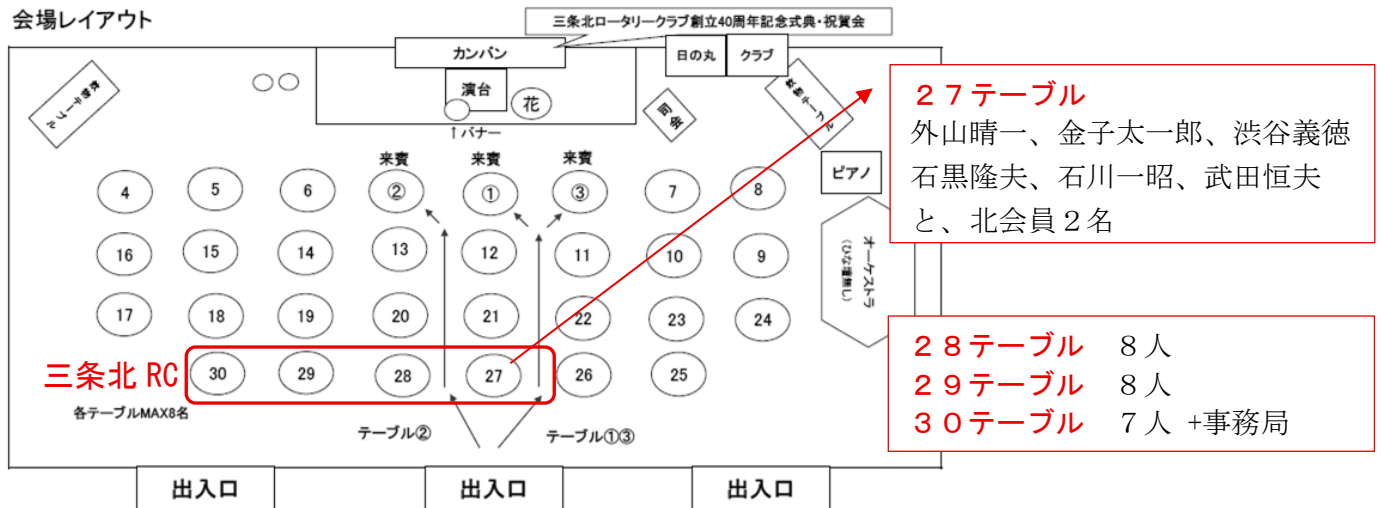 会場レイアウト
三条北ロータリークラブ創立40周年記念式典・祝賀会
カンバン
日の丸 クラブ
演台
花
↑バナー
司会
ピアノ
オーケストラ
(ひな壇無し)
来賓 来賓 来賓
4 5 6 ② ① ③ 7 8
16 15 14 13 12 11 10 9
17 18 19 20 21 22 23 24
三条北 RC 30 29 28 27 26 25
各テーブルMAX8名
テーブル② テーブル①③
出入口 出入口 出入口
27テーブル
外山晴一、金子太一郎、渋谷義徳
石黒隆夫、石川一昭、武田恒夫
と、北会員2名
28テーブル 8人
29テーブル 8人
30テーブル 7人 +事務局